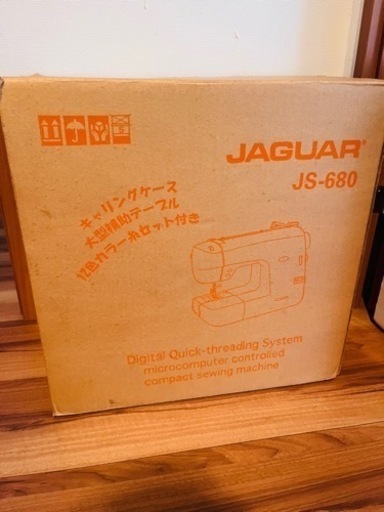 JAGUAR®
JS-680
キャリングケース
大型補助テーブル
12色カラー糸セット付き
Digital Quick-threading System
microcomputer controlled
compact sewing machine